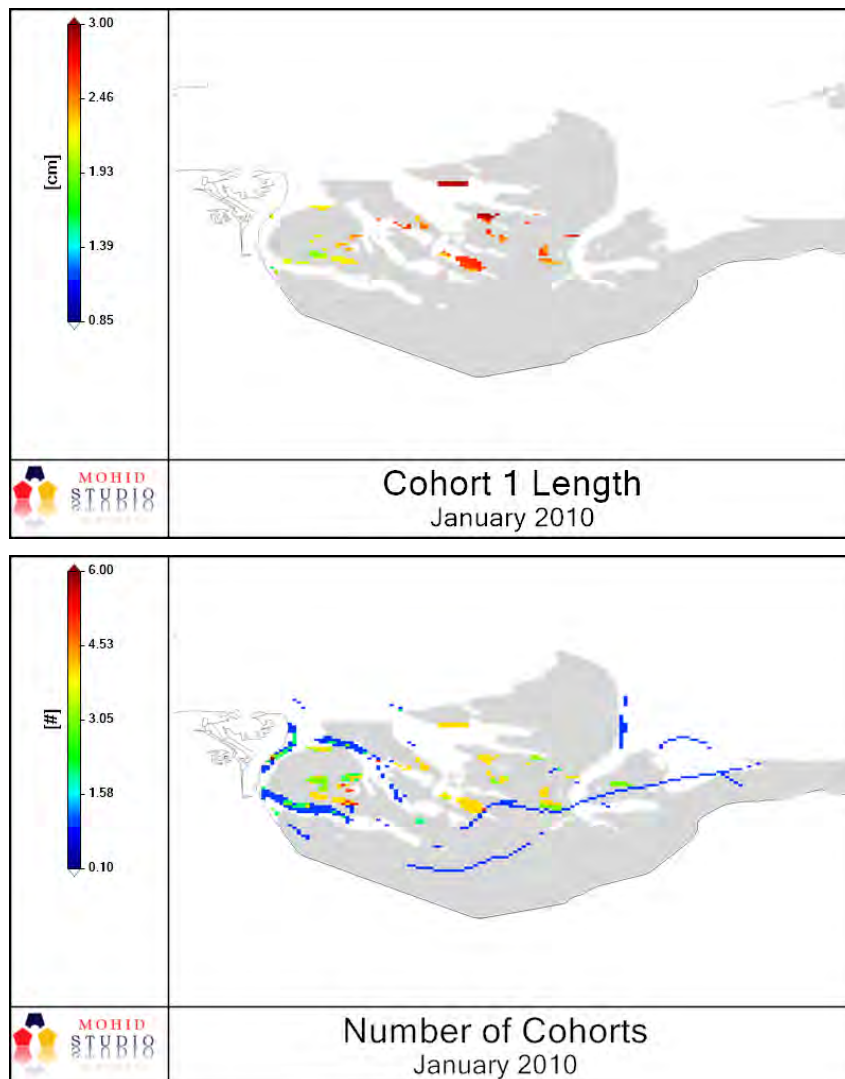 3.00
2.46
1.93
1.39
0.85
[cm]
MOHID
STUDIO
Cohort 1 Length
January 2010
6.00
4.53
3.05
1.58
0.10
[#]
MOHID
STUDIO
Number of Cohorts
January 2010